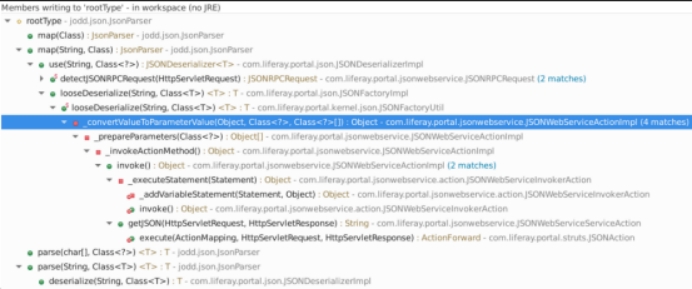 Members writing to 'rootType' - in workspace (no JRE)
rootType - jodd.json.JsonParser
map(Class) : JsonParser - jodd.json.JsonParser
map(String, Class) : JsonParser - jodd.json.JsonParser
use(String, Class<?>) : JSONDeserializer<T> - com.liferay.portal.json.JSONDeserializerImpl
detectJSONRPCRequest(HttpServletRequest) : JSONRPCRequest - com.liferay.portal.jsonwebservice.JSONRPCRequest (2 matches)
looseDeserialize(String, Class<T>) <T> : T - com.liferay.portal.json.JSONFactoryImpl
looseDeserialize(String, Class<T>) <T> : T - com.liferay.portal.kernel.json.JSONFactoryUtil
_convertValueToParameterValue(Object, Class<?>, Class<?>[]) : Object - com.liferay.portal.jsonwebservice.JSONWebServiceActionImpl (4 matches)
_prepareParameters(Class<?>) : Object[] - com.liferay.portal.jsonwebservice.JSONWebServiceActionImpl
_invokeActionMethod() : Object - com.liferay.portal.jsonwebservice.JSONWebServiceActionImpl
invoke() : Object - com.liferay.portal.jsonwebservice.JSONWebServiceActionImpl (2 matches)
_executeStatement(Statement) : Object - com.liferay.portal.jsonwebservice.action.JSONWebServiceInvokerAction
_addVariableStatement(Statement, Object) : Object - com.liferay.portal.jsonwebservice.action.JSONWebServiceInvokerAction
invoke() : Object - com.liferay.portal.jsonwebservice.action.JSONWebServiceInvokerAction
getJSON(HttpServletRequest, HttpServletResponse) : String - com.liferay.portal.jsonwebservice.JSONWebServiceServiceAction
execute(ActionMapping, HttpServletRequest, HttpServletResponse) : ActionForward - com.liferay.portal.struts.JSONAction
parse(char[], Class<?>) <T> : T - jodd.json.JsonParser
parse(String, Class<T>) <T> : T - jodd.json.JsonParser
deserialize(String, Class<T>) : T - com.liferay.portal.json.JSONDeserializerImpl